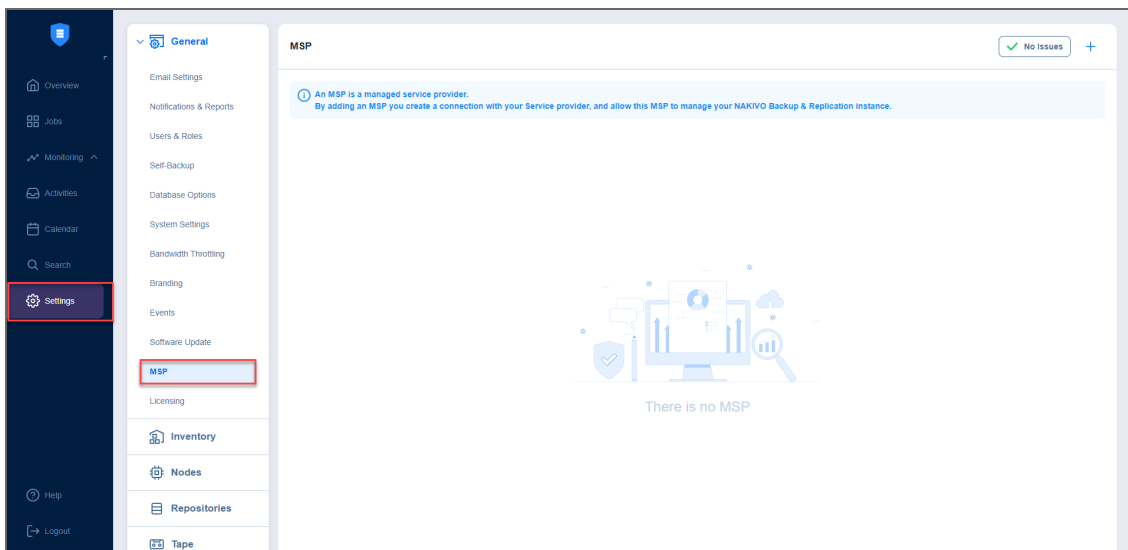 Overview
Jobs
Monitoring
Activities
Calendar
Search
Settings
Help
Logout
General
Email Settings
Notifications & Reports
Users & Roles
Self-Backup
Database Options
System Settings
Bandwidth Throttling
Branding
Events
Software Update
MSP
Licensing
Inventory
Nodes
Repositories
Tape
MSP
No Issues
An MSP is a managed service provider.
By adding an MSP you create a connection with your Service provider, and allow this MSP to manage your NAKIVO Backup & Replication instance.
There is no MSP